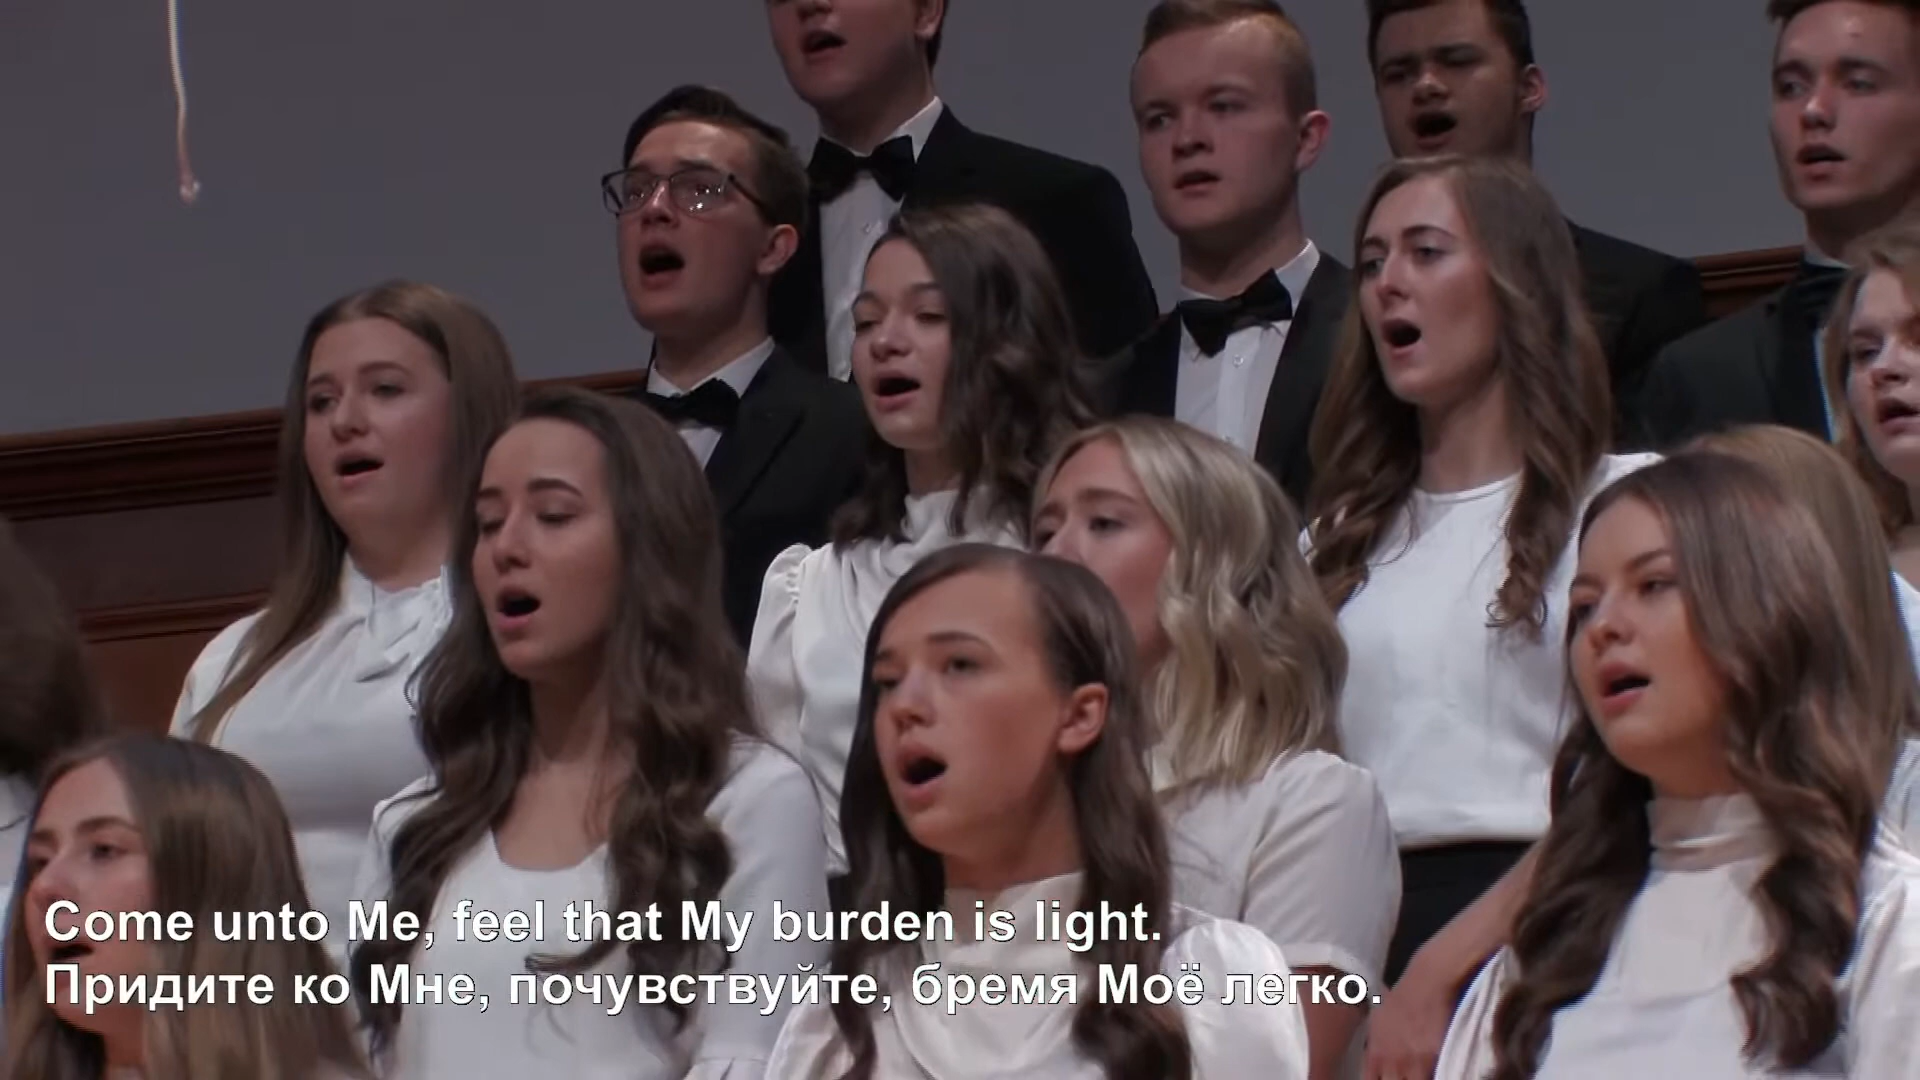 Come unto Me, feel that My burden is light.
Придите ко Мне, почувствуйте, бремя Моё легко.